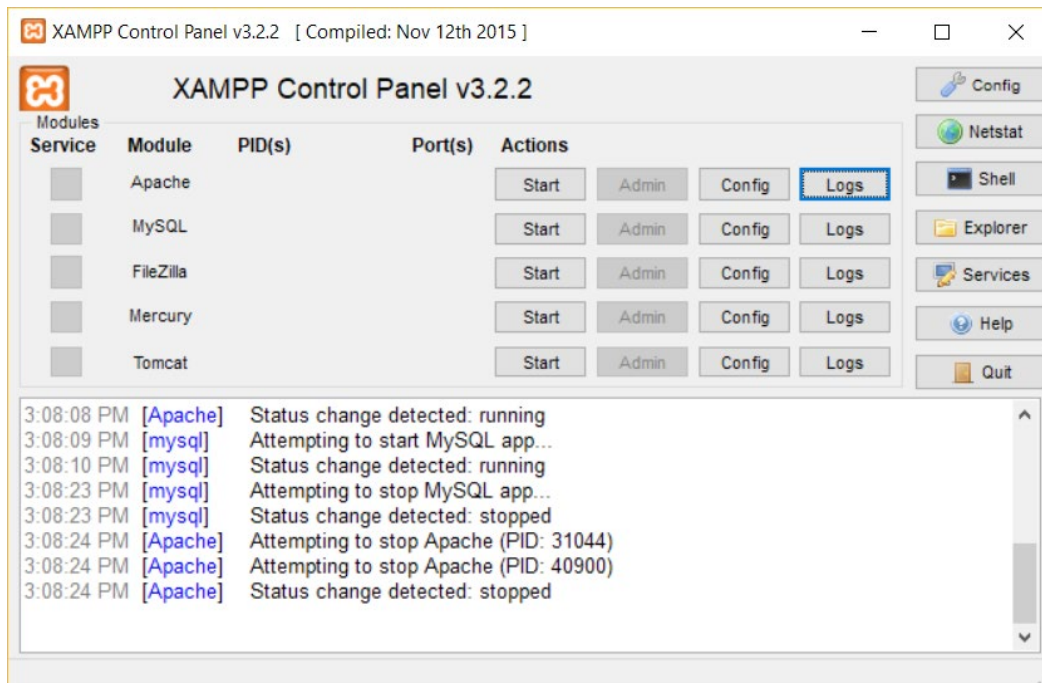 XAMPP Control Panel v3.2.2 [ Compiled: Nov 12th 2015 ]
XAMPP Control Panel v3.2.2
Config
Modules
Service Module PID(s) Port(s) Actions
Netstat
Apache Start Admin Config Logs
Shell
MySQL Start Admin Config Logs
Explorer
FileZilla Start Admin Config Logs
Services
Mercury Start Admin Config Logs
Help
Tomcat Start Admin Config Logs
Quit
3:08:08 PM [Apache] Status change detected: running
3:08:09 PM [mysql] Attempting to start MySQL app...
3:08:10 PM [mysql] Status change detected: running
3:08:23 PM [mysql] Attempting to stop MySQL app...
3:08:23 PM [mysql] Status change detected: stopped
3:08:24 PM [Apache] Attempting to stop Apache (PID: 31044)
3:08:24 PM [Apache] Attempting to stop Apache (PID: 40900)
3:08:24 PM [Apache] Status change detected: stopped